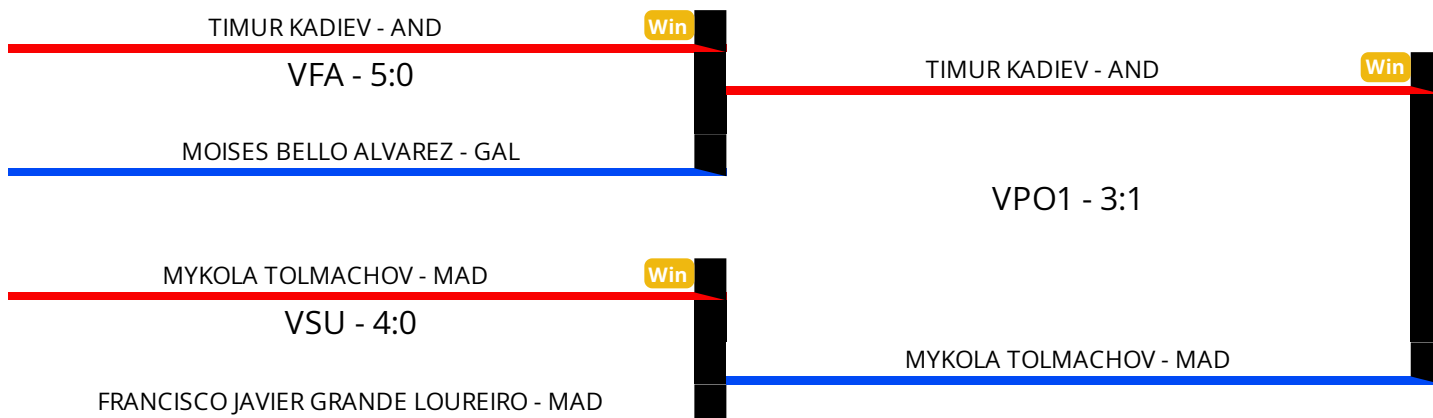 TIMUR KADIEV - AND
Win
VFA - 5:0
MOISES BELLO ALVAREZ - GAL
MYKOLA TOLMACHOV - MAD
Win
VSU - 4:0
FRANCISCO JAVIER GRANDE LOUREIRO - MAD
TIMUR KADIEV - AND
Win
VPO1 - 3:1
MYKOLA TOLMACHOV - MAD